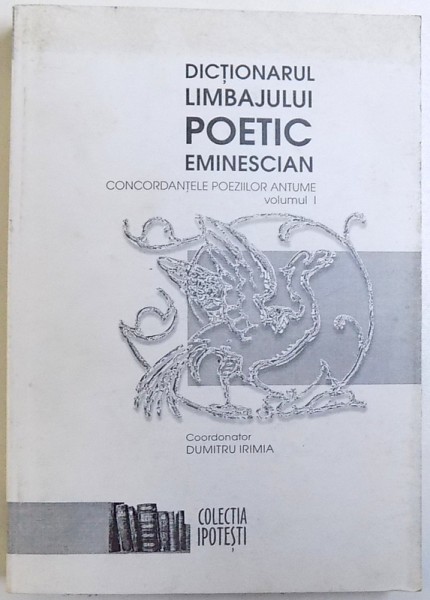 DICȚIONARUL
LIMBAJULUI
POETIC
EMINESCIAN
CONCORDANȚELE POEZIILOR ANTUME
volumul I
Coordonator
DUMITRU IRIMIA
COLECȚIA
IPOTEȘTI